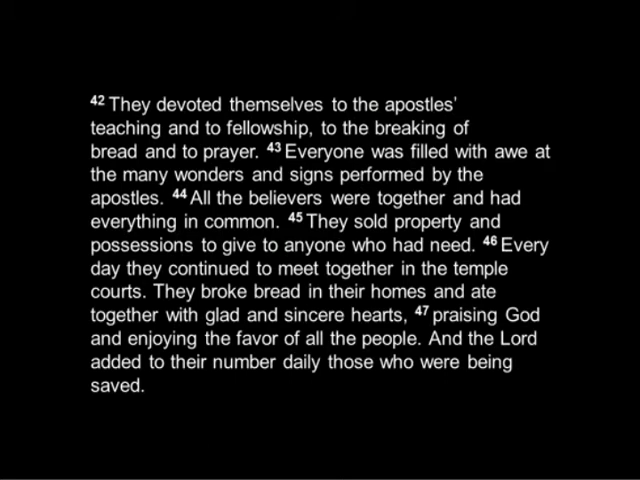 42 They devoted themselves to the apostles’
teaching and to fellowship, to the breaking of
bread and to prayer. 43 Everyone was filled with awe at
the many wonders and signs performed by the
apostles. 44 All the believers were together and had
everything in common. 45 They sold property and
possessions to give to anyone who had need. 46 Every
day they continued to meet together in the temple
courts. They broke bread in their homes and ate
together with glad and sincere hearts, 47 praising God
and enjoying the favor of all the people. And the Lord
added to their number daily those who were being
saved.